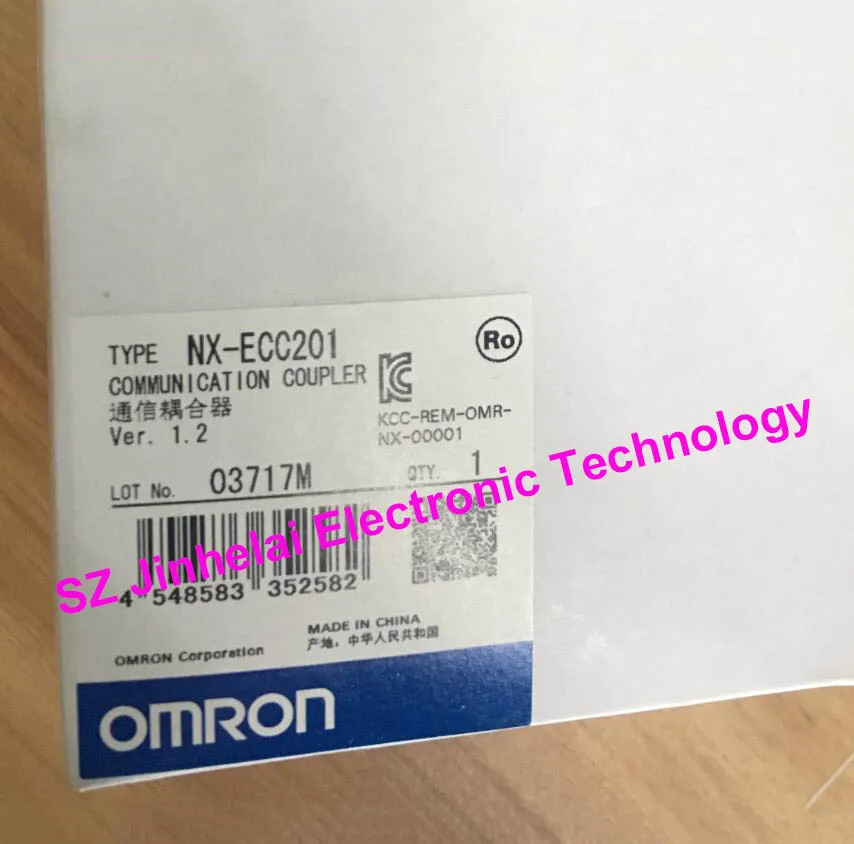 TYPE NX-ECC201
Ro
COMMUNICATION COUPLER
通信耦合器
Ver. 1.2
KCC-REM-OMR-
NX-00001
LOT No. 03717M
QTY. 1
SZ Jinhelai Electronic Technology
4 548583 352582
MADE IN CHINA
产地: 中华人民共和国
OMRON Corporation
OMRON